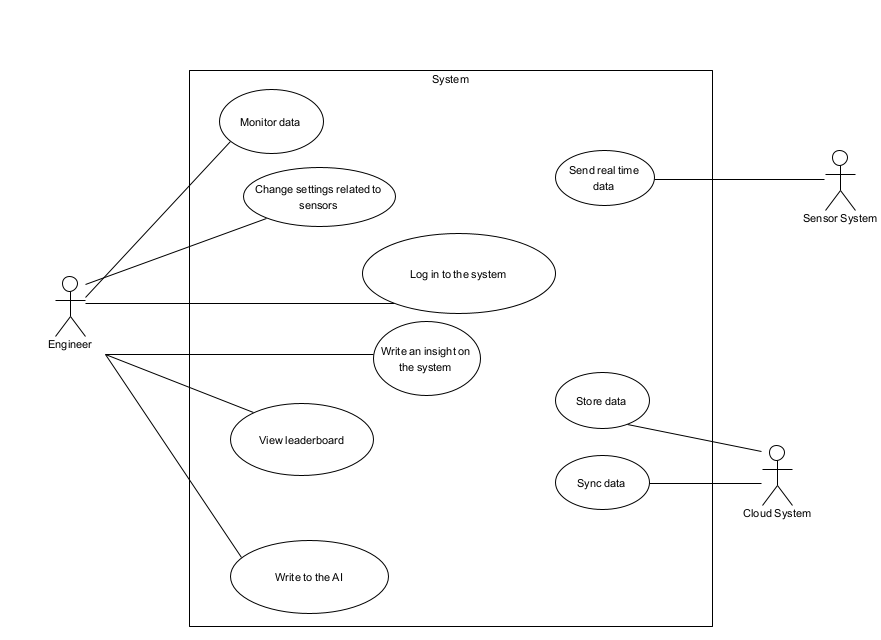 System
Monitor data
Change settings related to
sensors
Send real time
data
Sensor System
Log in to the system
Engineer
Write an insight on
the system
Store data
View leaderboard
Sync data
Cloud System
Write to the AI